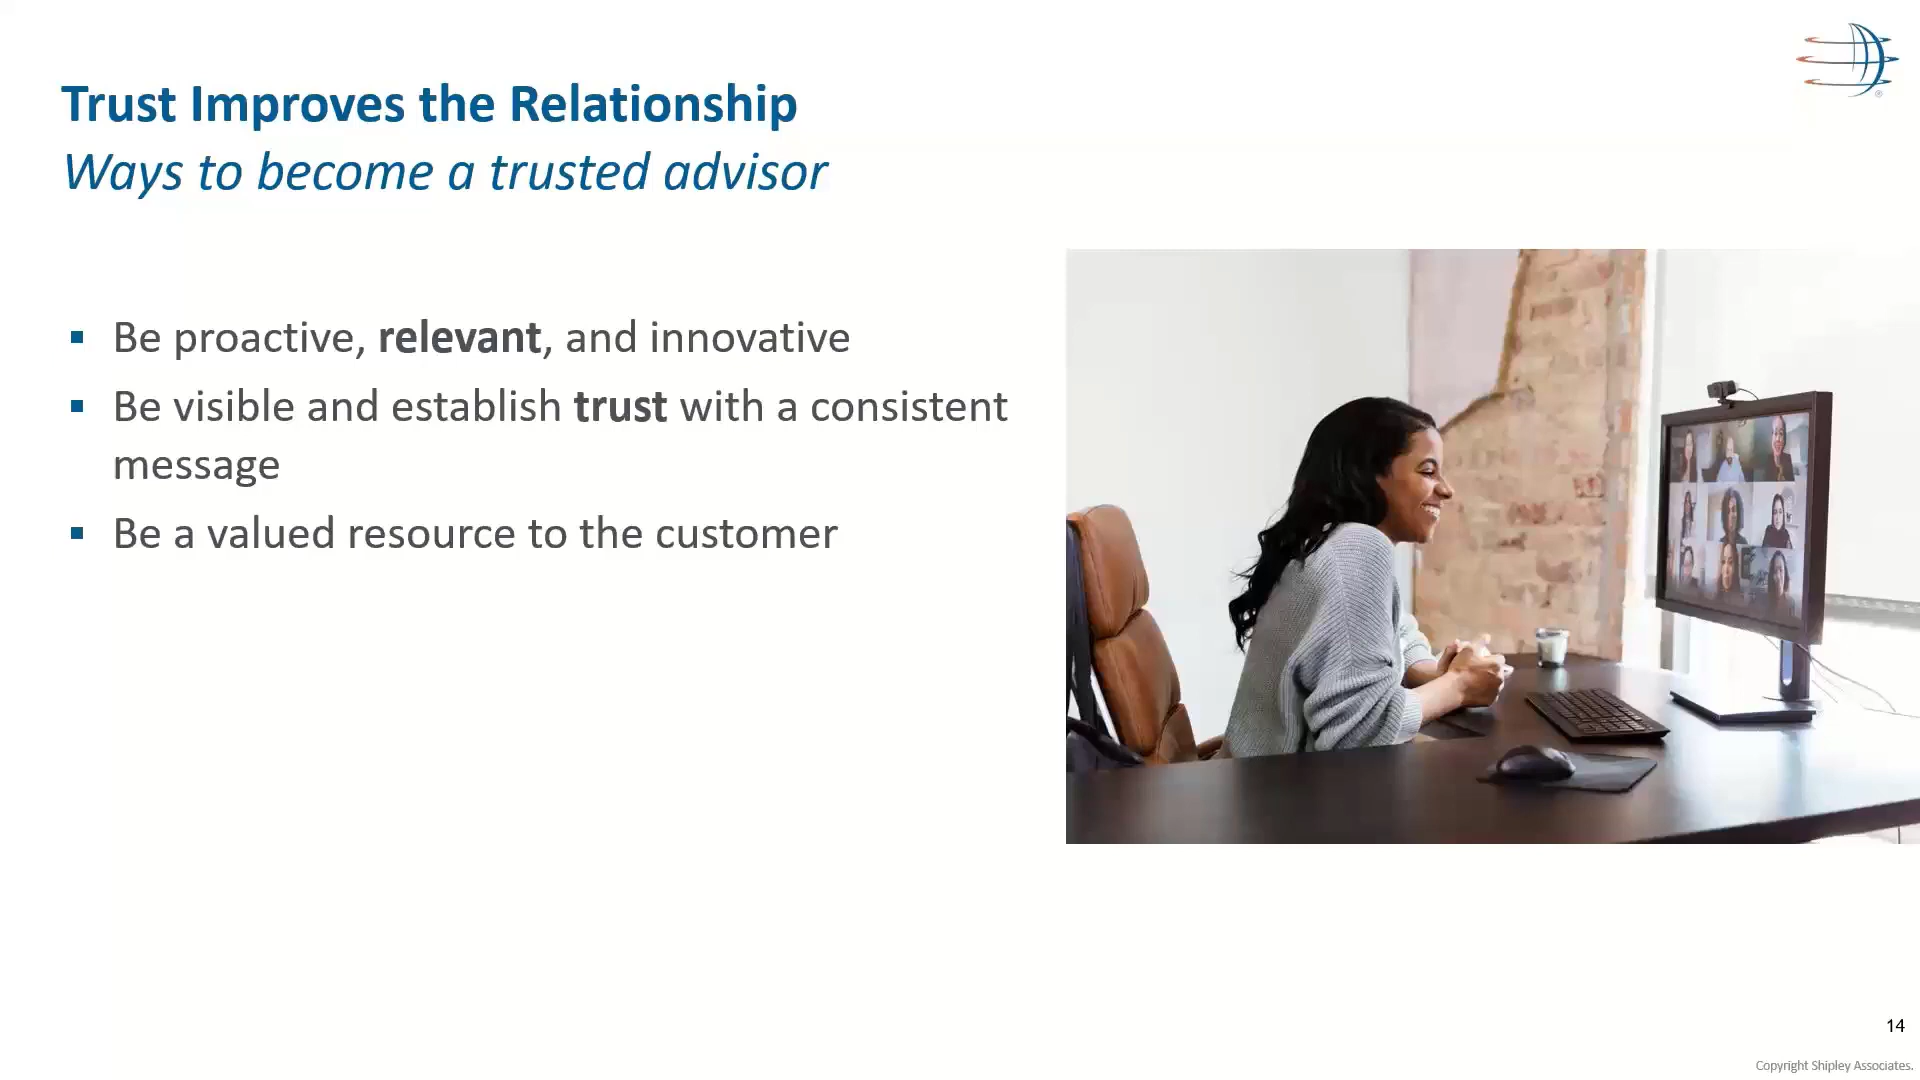 Trust Improves the Relationship
Ways to become a trusted advisor
▪ Be proactive, relevant, and innovative
▪ Be visible and establish trust with a consistent
message
▪ Be a valued resource to the customer
®
14
Copyright Shipley Associates.